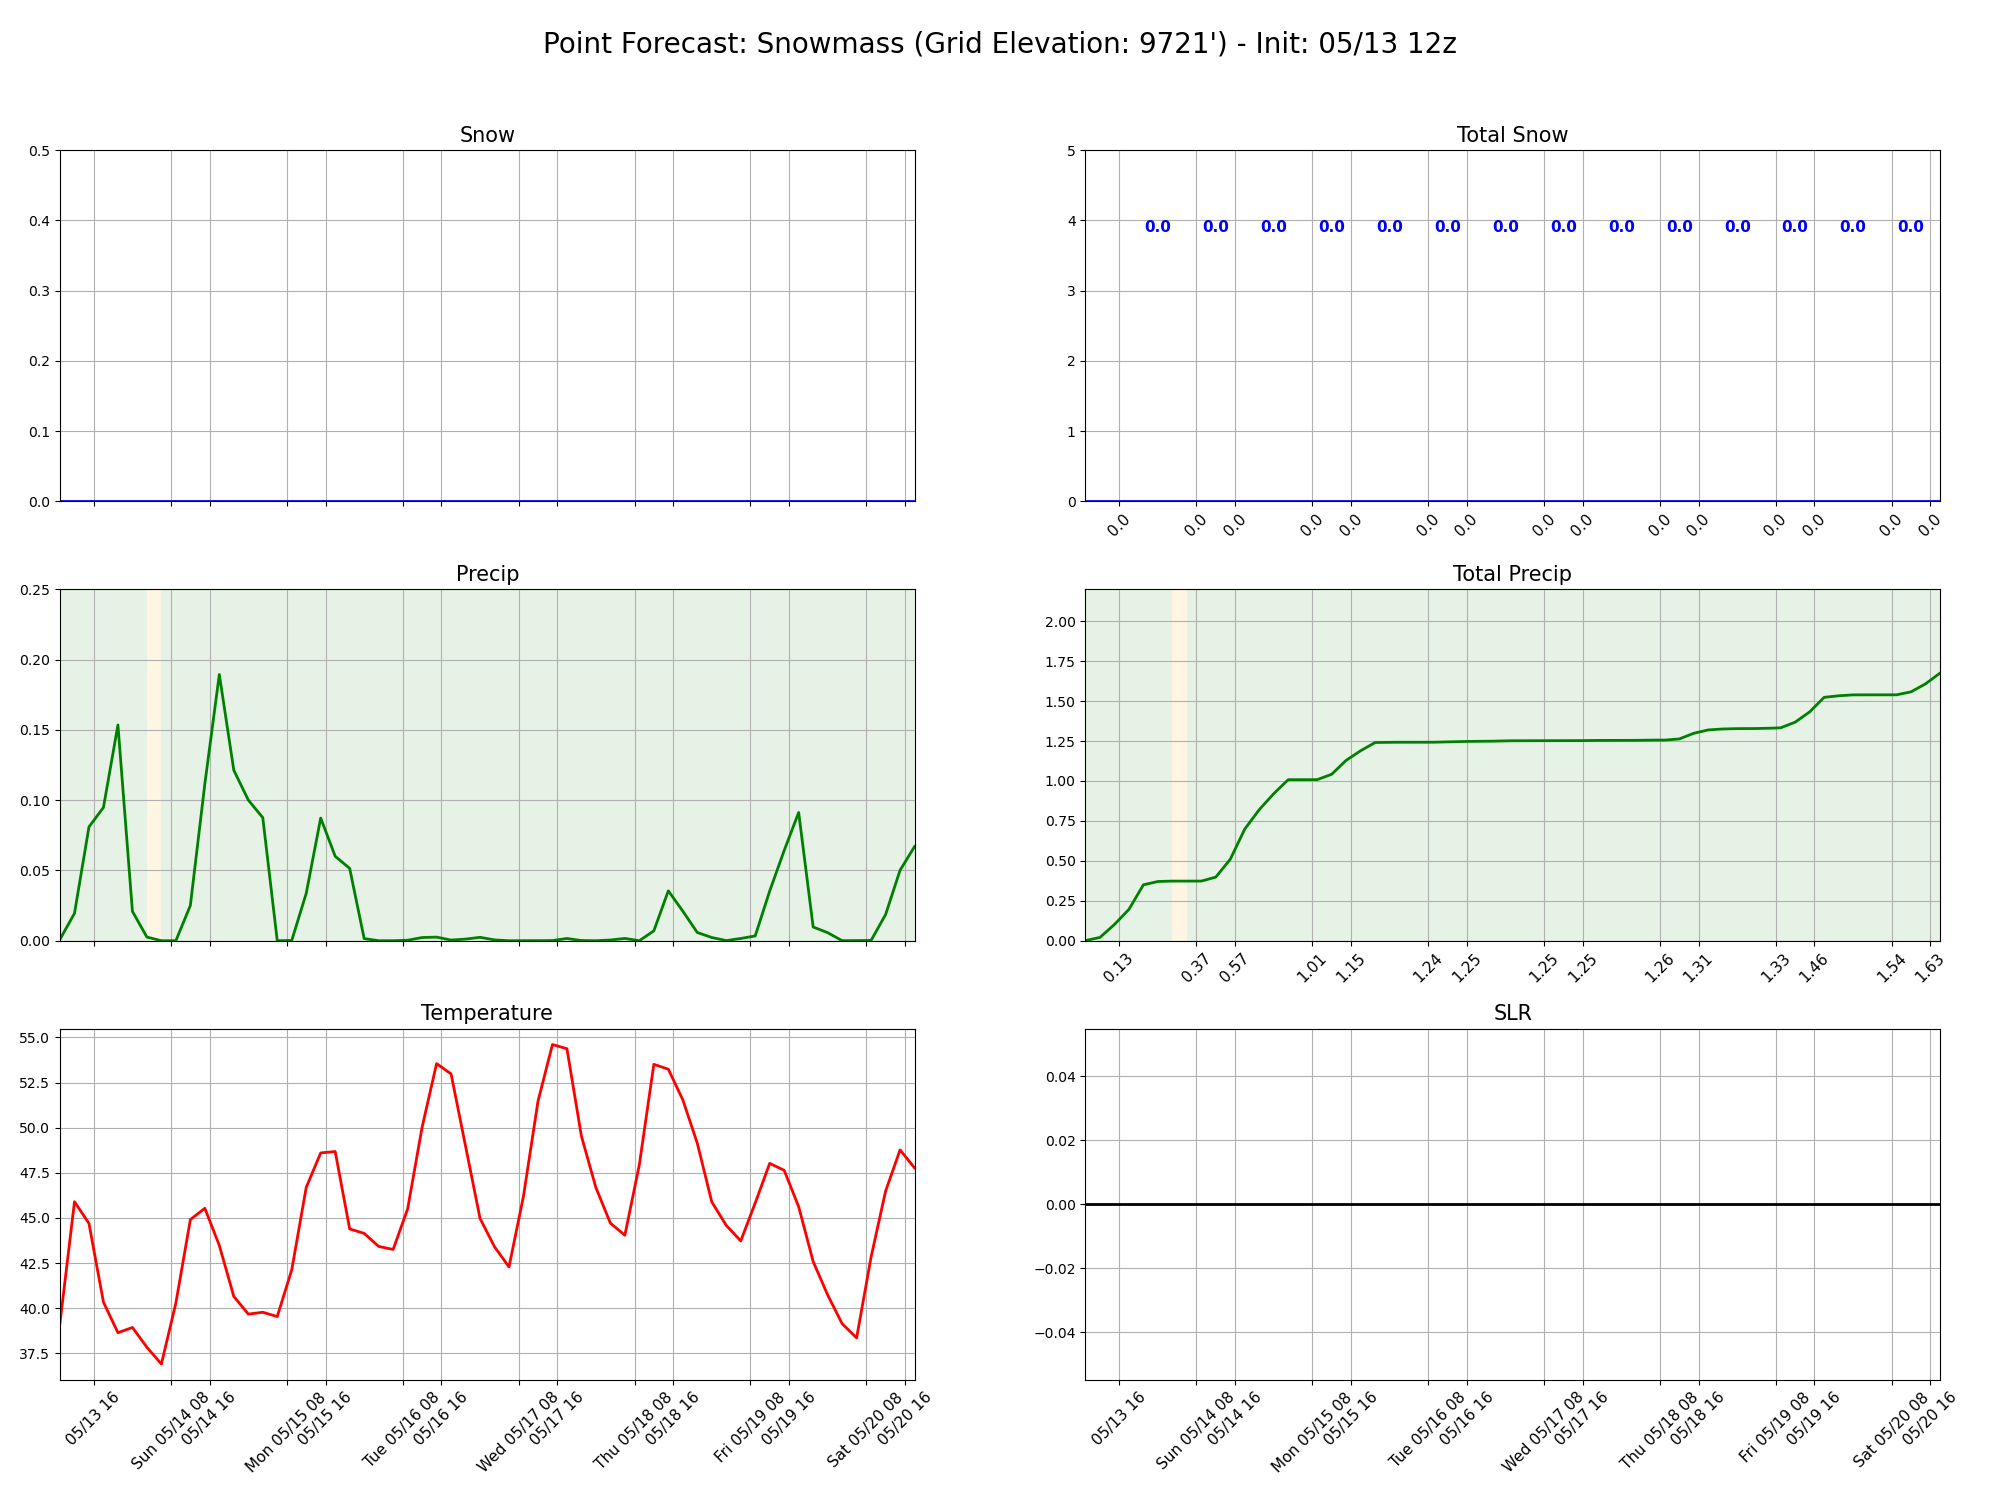 Point Forecast: Snowmass (Grid Elevation: 9721') - Init: 05/13 12z
Snow
0.5
0.4
0.3
0.2
0.1
0.0
Total Snow
5
4
3
2
1
0
0.0 0.0 0.0 0.0 0.0 0.0 0.0 0.0 0.0 0.0 0.0 0.0 0.0 0.0
0.0 0.0 0.0 0.0 0.0 0.0 0.0 0.0 0.0 0.0 0.0 0.0 0.0 0.0 0.0
Precip
0.25
0.20
0.15
0.10
0.05
0.00
Total Precip
2.00
1.75
1.50
1.25
1.00
0.75
0.50
0.25
0.00
0.13 0.37 0.57 1.01 1.15 1.24 1.25 1.25 1.25 1.26 1.31 1.33 1.46 1.54 1.63
Temperature
55.0
52.5
50.0
47.5
45.0
42.5
40.0
37.5
05/13 16
Sun 05/14 08
05/14 16
Mon 05/15 08
05/15 16
Tue 05/16 08
05/16 16
Wed 05/17 08
05/17 16
Thu 05/18 08
05/18 16
Fri 05/19 08
05/19 16
Sat 05/20 08
05/20 16
SLR
0.04
0.02
0.00
−0.02
−0.04
05/13 16
Sun 05/14 08
05/14 16
Mon 05/15 08
05/15 16
Tue 05/16 08
05/16 16
Wed 05/17 08
05/17 16
Thu 05/18 08
05/18 16
Fri 05/19 08
05/19 16
Sat 05/20 08
05/20 16